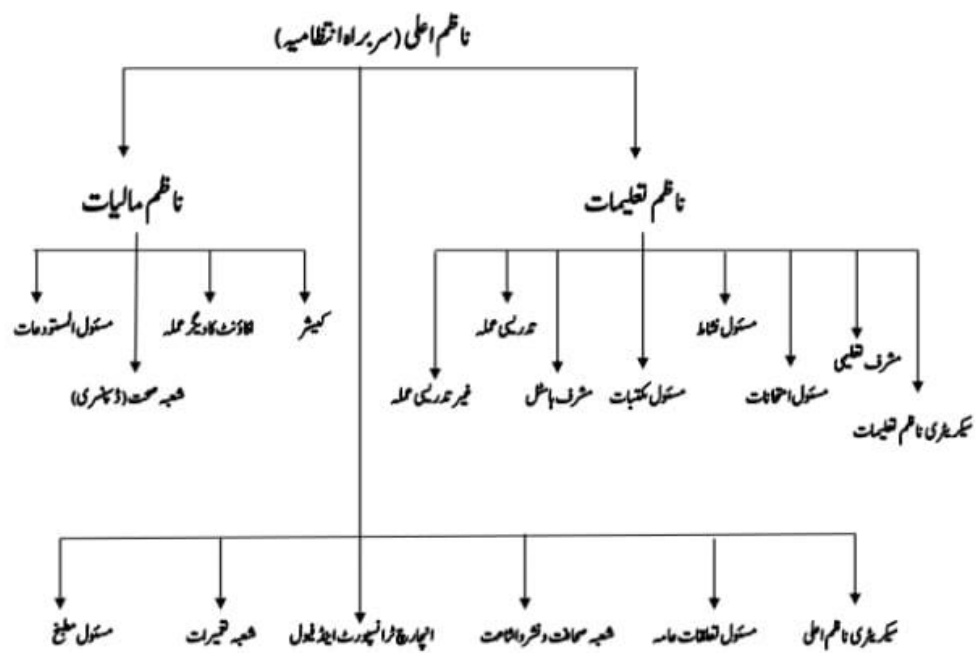 ناظم اعلی (سربراہ انتظامیہ)
ناظم تعلیمات
ناظم مالیات
سیکریٹری ناظم تعلیمات
مشرف تعلیمی
مسئول امتحانات
مسئول نشاط
مسئول مکتبات
مشرف ہاسٹل
تدریسی عملہ
غیر تدریسی عملہ
کیشر
اکاؤنٹ کا دیگر عملہ
شعبہ صحت (ڈسپنسری)
مسئول المستودعات
سیکریٹری ناظم اعلی
مسئول تعلقات عامہ
شعبہ صحافت و نشر و اشاعت
انچارج ٹرانسپورٹ اینڈ فیول
شعبہ تعمیرات
مسئول مطبخ